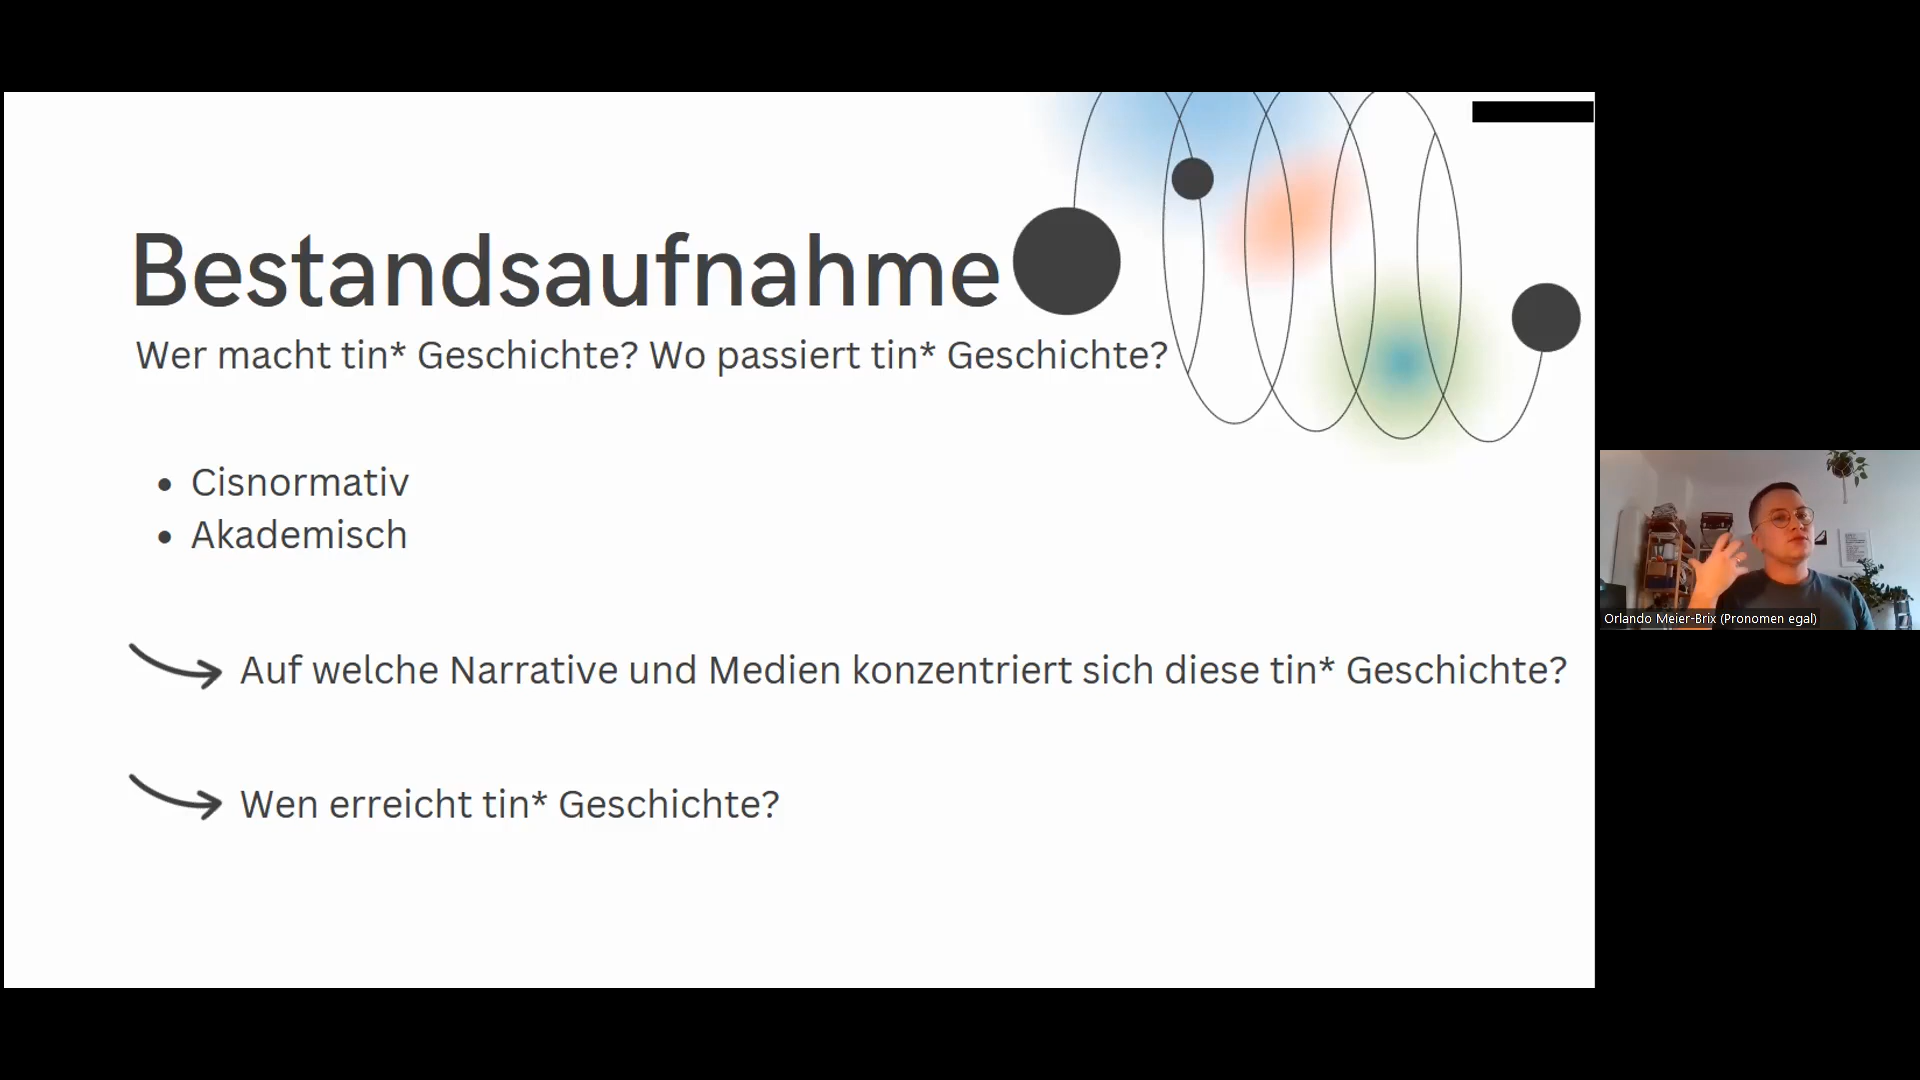 Bestandsaufnahme
Wer macht tin* Geschichte? Wo passiert tin* Geschichte?
• Cisnormativ
• Akademisch
Auf welche Narrative und Medien konzentriert sich diese tin* Geschichte?
Wen erreicht tin* Geschichte?
Orlando Meier-Brix (Pronomen egal)